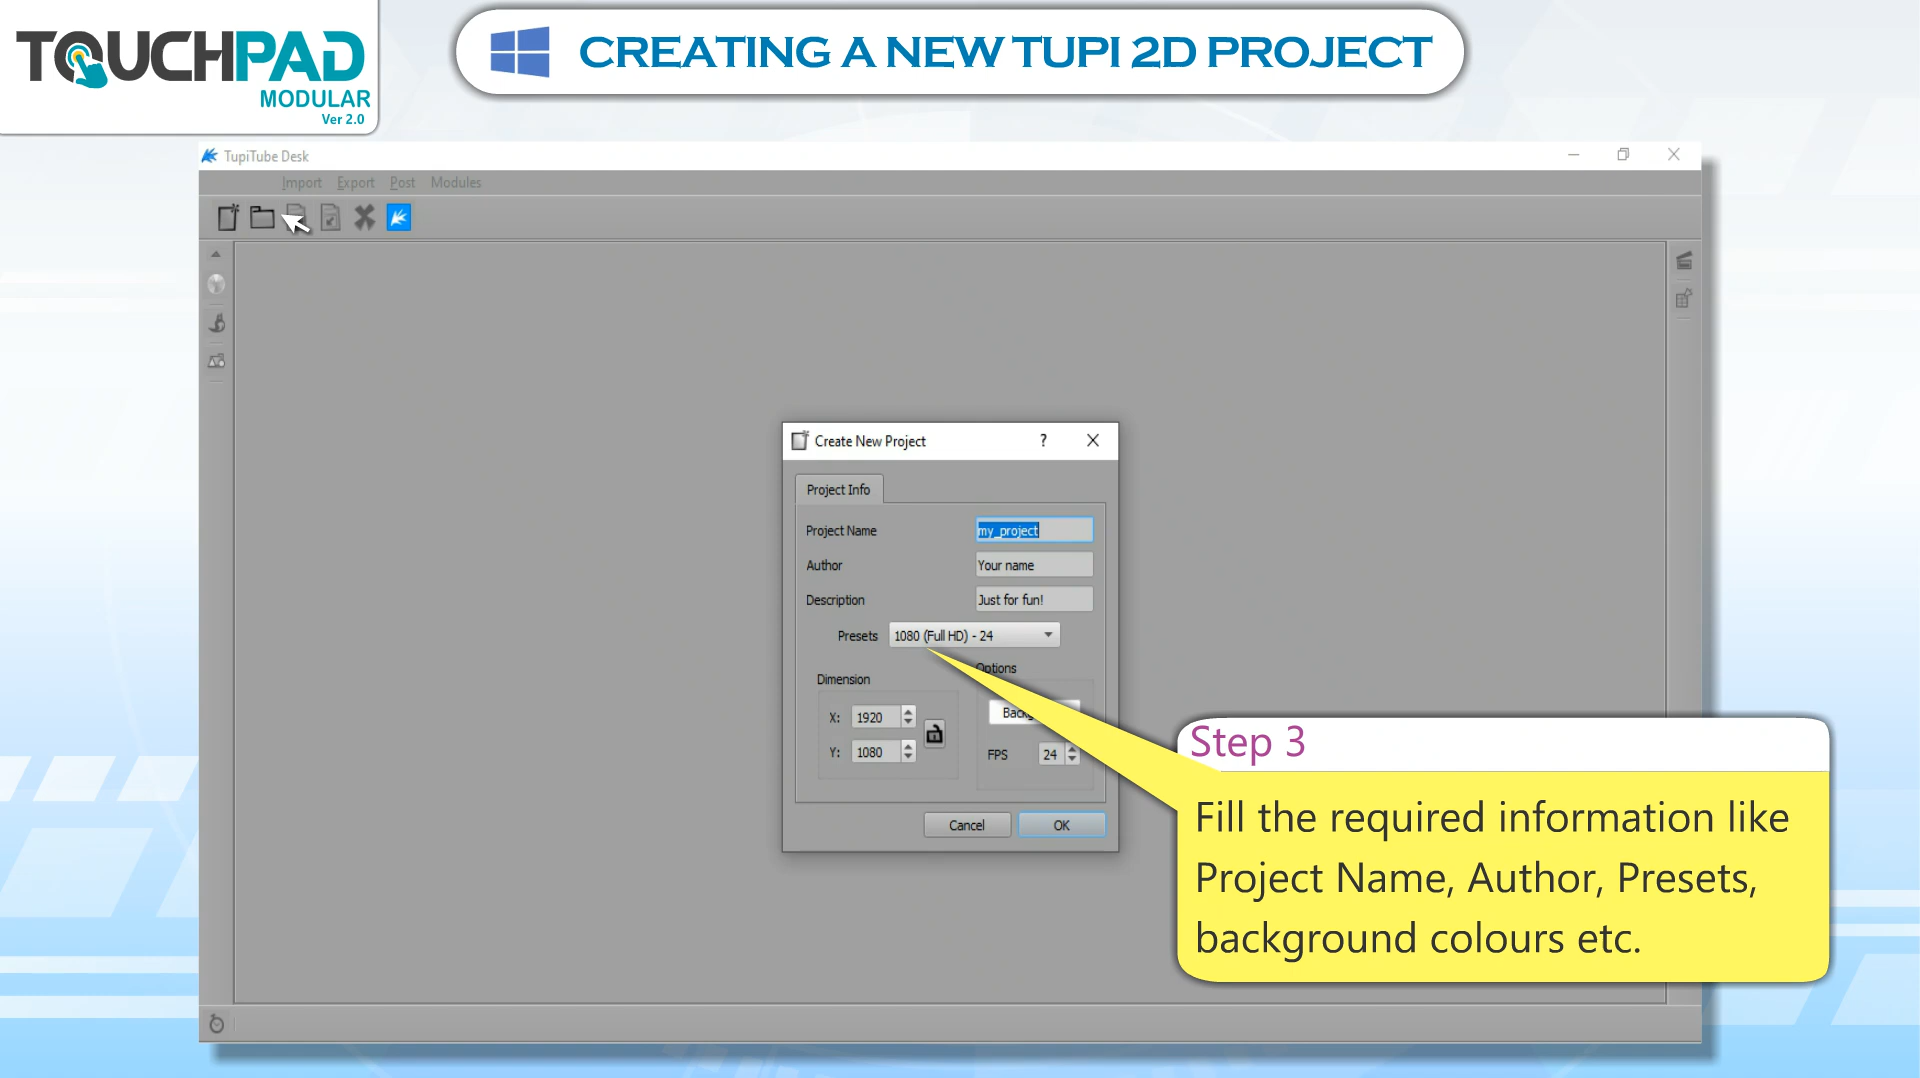 TOUCHPAD
MODULAR
Ver 2.0
CREATING A NEW TUPI 2D PROJECT
TupiTube Desk
Import Export Post Modules
Create New Project ?
Project Info
Project Name my_project
Author Your name
Description Just for fun!
Presets 1080 (Full HD) - 24
Options
Dimension
X: 1920
Y: 1080
FPS 24
Cancel OK
Step 3
Fill the required information like
Project Name, Author, Presets,
background colours etc.